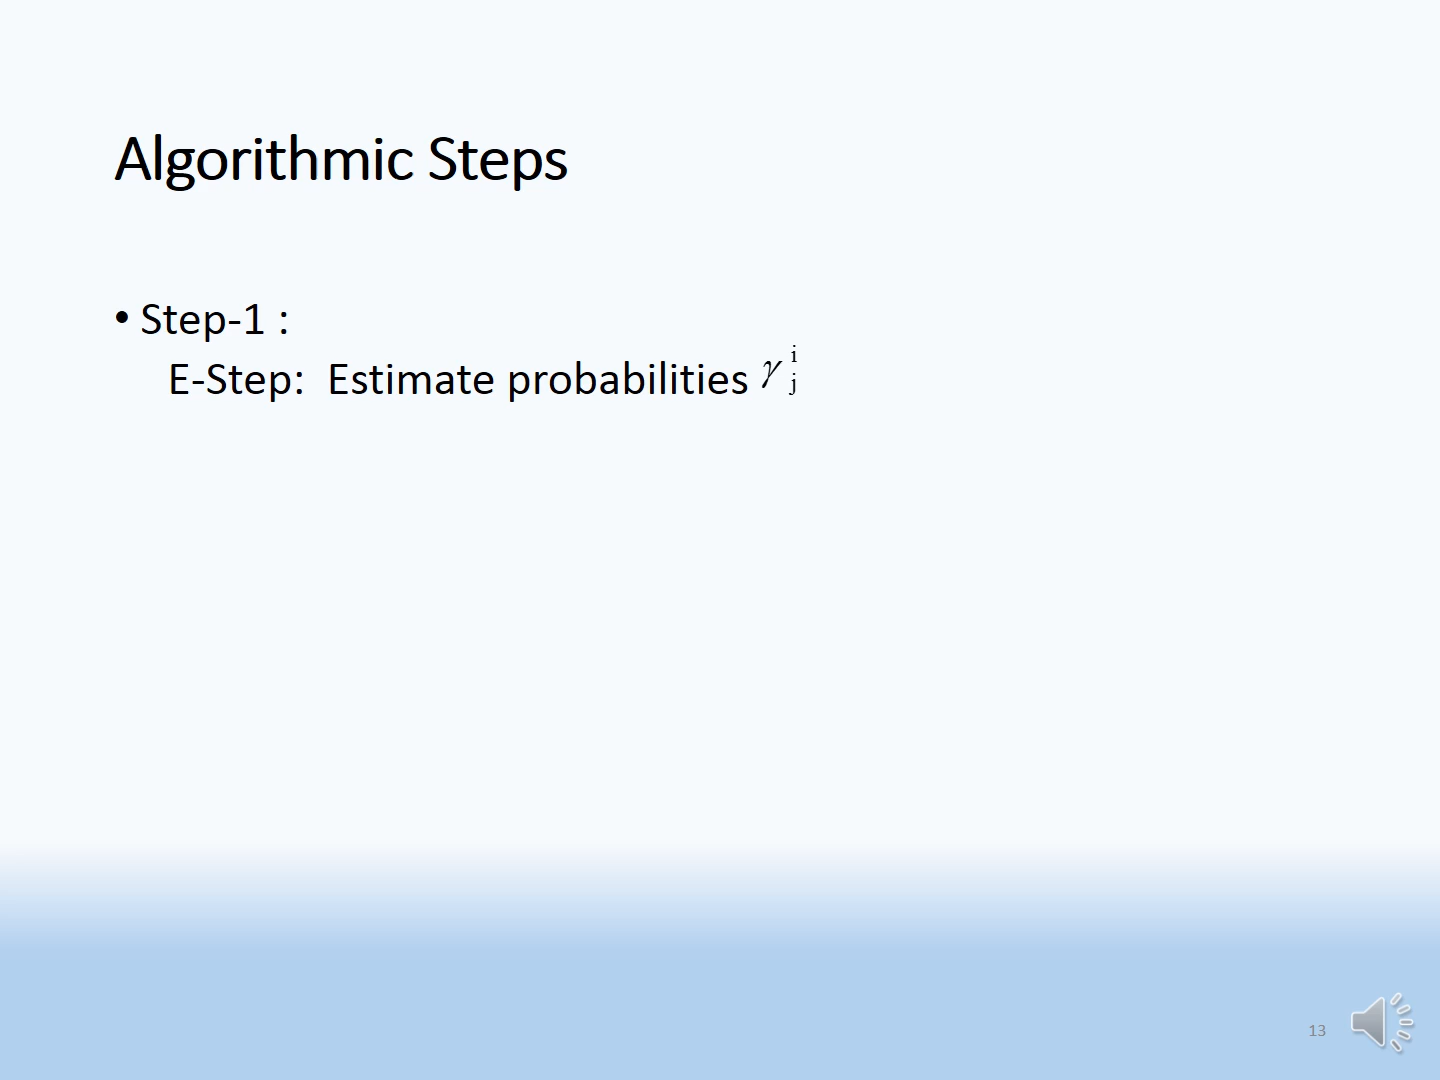 Algorithmic Steps
• Step-1 :
E-Step: Estimate probabilities γ i j
13